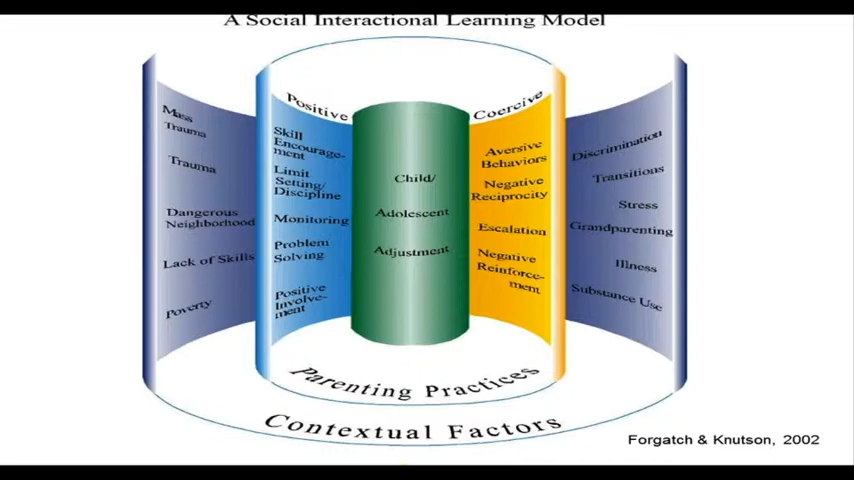 A Social Interactional Learning Model
Mass
Trauma
Trauma
Dangerous
Neighborhood
Lack of Skills
Poverty
Positive
Skill
Encourage-
ment
Limit
Setting/
Discipline
Monitoring
Problem
Solving
Positive
Involve-
ment
Child/
Adolescent
Adjustment
Coercive
Aversive
Behaviors
Negative
Reciprocity
Escalation
Negative
Reinforce-
ment
Discrimination
Transitions
Stress
Grandparenting
Illness
Substance Use
Parenting Practices
Contextual Factors
Forgatch & Knutson, 2002